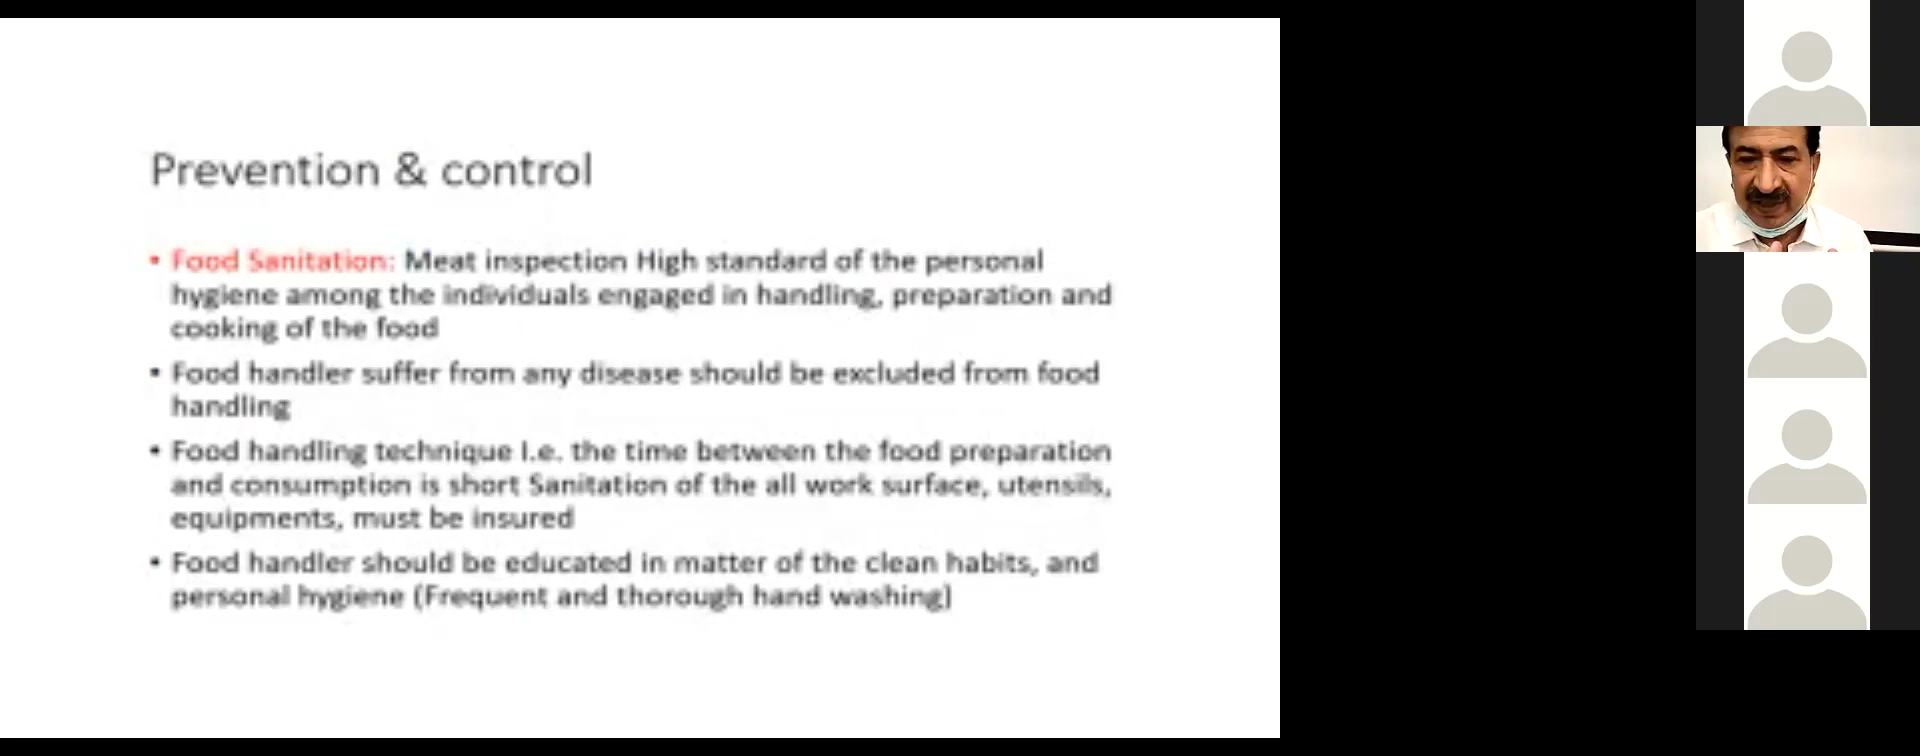 Prevention & control
• Food Sanitation: Meat inspection High standard of the personal
hygiene among the individuals engaged in handling, preparation and
cooking of the food
• Food handler suffer from any disease should be excluded from food
handling
• Food handling technique I.e. the time between the food preparation
and consumption is short Sanitation of the all work surface, utensils,
equipments, must be insured
• Food handler should be educated in matter of the clean habits, and
personal hygiene (Frequent and thorough hand washing)